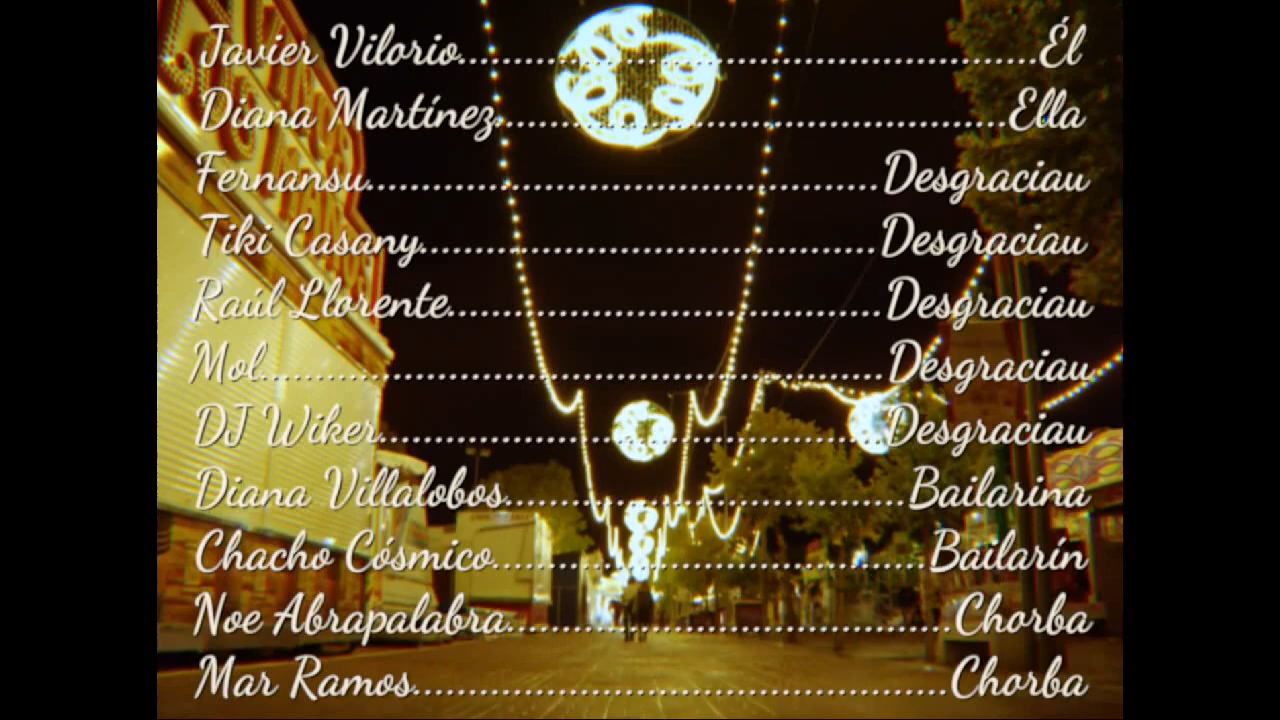 Javier Vilorio.................................................Él
Diana Martínez...........................................Ella
Fernansu...........................................Desgraciau
Tiki Casany......................................Desgraciau
Raúl Llorente....................................Desgraciau
Mol....................................................Desgraciau
DJ Wiker..........................................Desgraciau
Diana Villalobos..................................Bailarina
Chacho Cósmico....................................Bailarín
Noe Abrapalabra.....................................Chorba
Mar Ramos.............................................Chorba